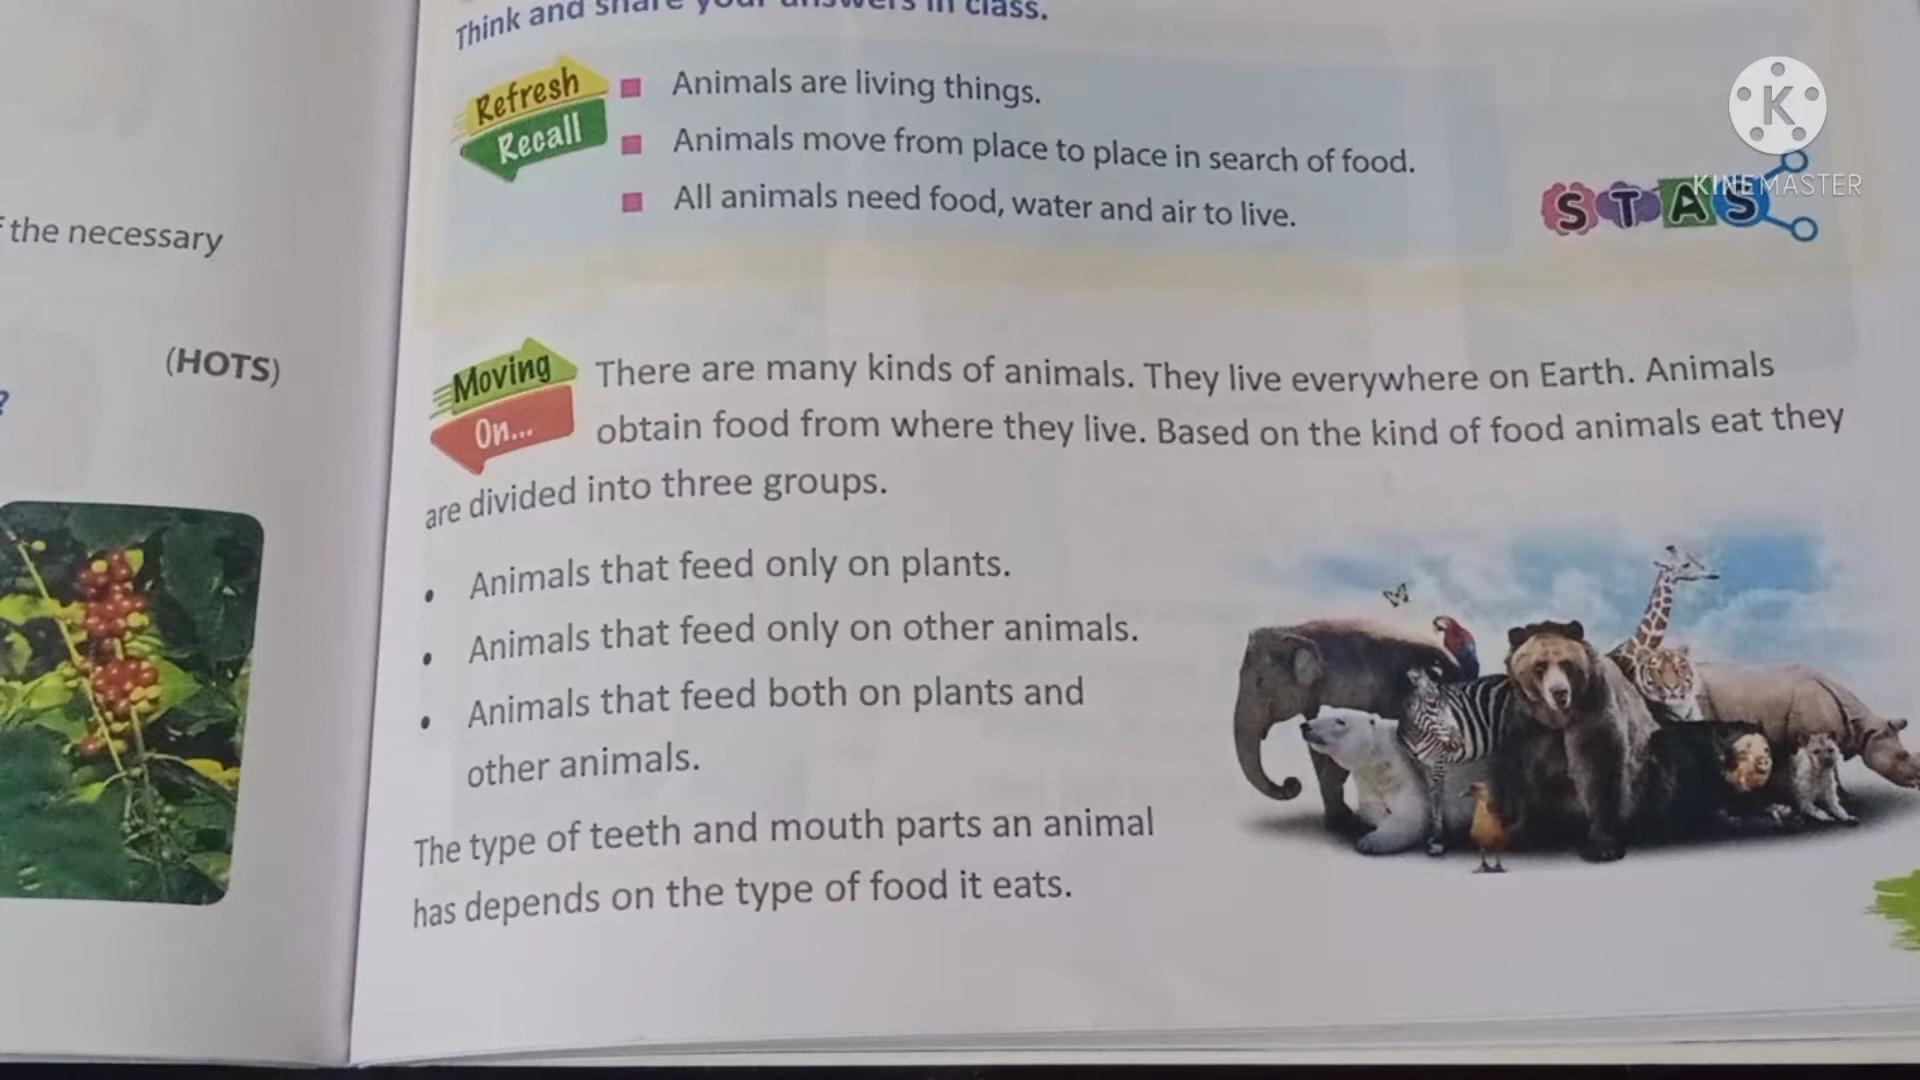 the necessary
(HOTS)
?
Think and share your answers in class.
Refresh
Recall
Animals are living things.
Animals move from place to place in search of food.
All animals need food, water and air to live.
STAS
KINEMASTER
K
Moving
On...
There are many kinds of animals. They live everywhere on Earth. Animals
obtain food from where they live. Based on the kind of food animals eat they
are divided into three groups.
• Animals that feed only on plants.
• Animals that feed only on other animals.
• Animals that feed both on plants and
other animals.
The type of teeth and mouth parts an animal
has depends on the type of food it eats.